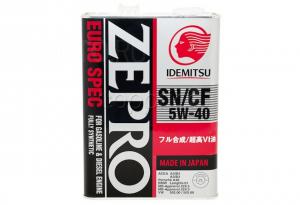 EURO SPEC
FOR GASOLINE & DIESEL ENGINE
FULLY SYNTHETIC
ZEPRO
IDEMITSU
SN/CF
5W-40
フル合成/超高VI油
MADE IN JAPAN